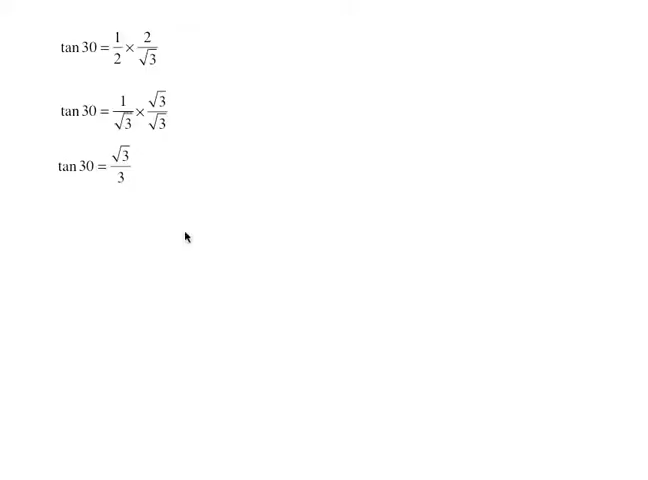 tan 30 = 1/2 × 2/√3
tan 30 = 1/√3 × √3/√3
tan 30 = √3/3